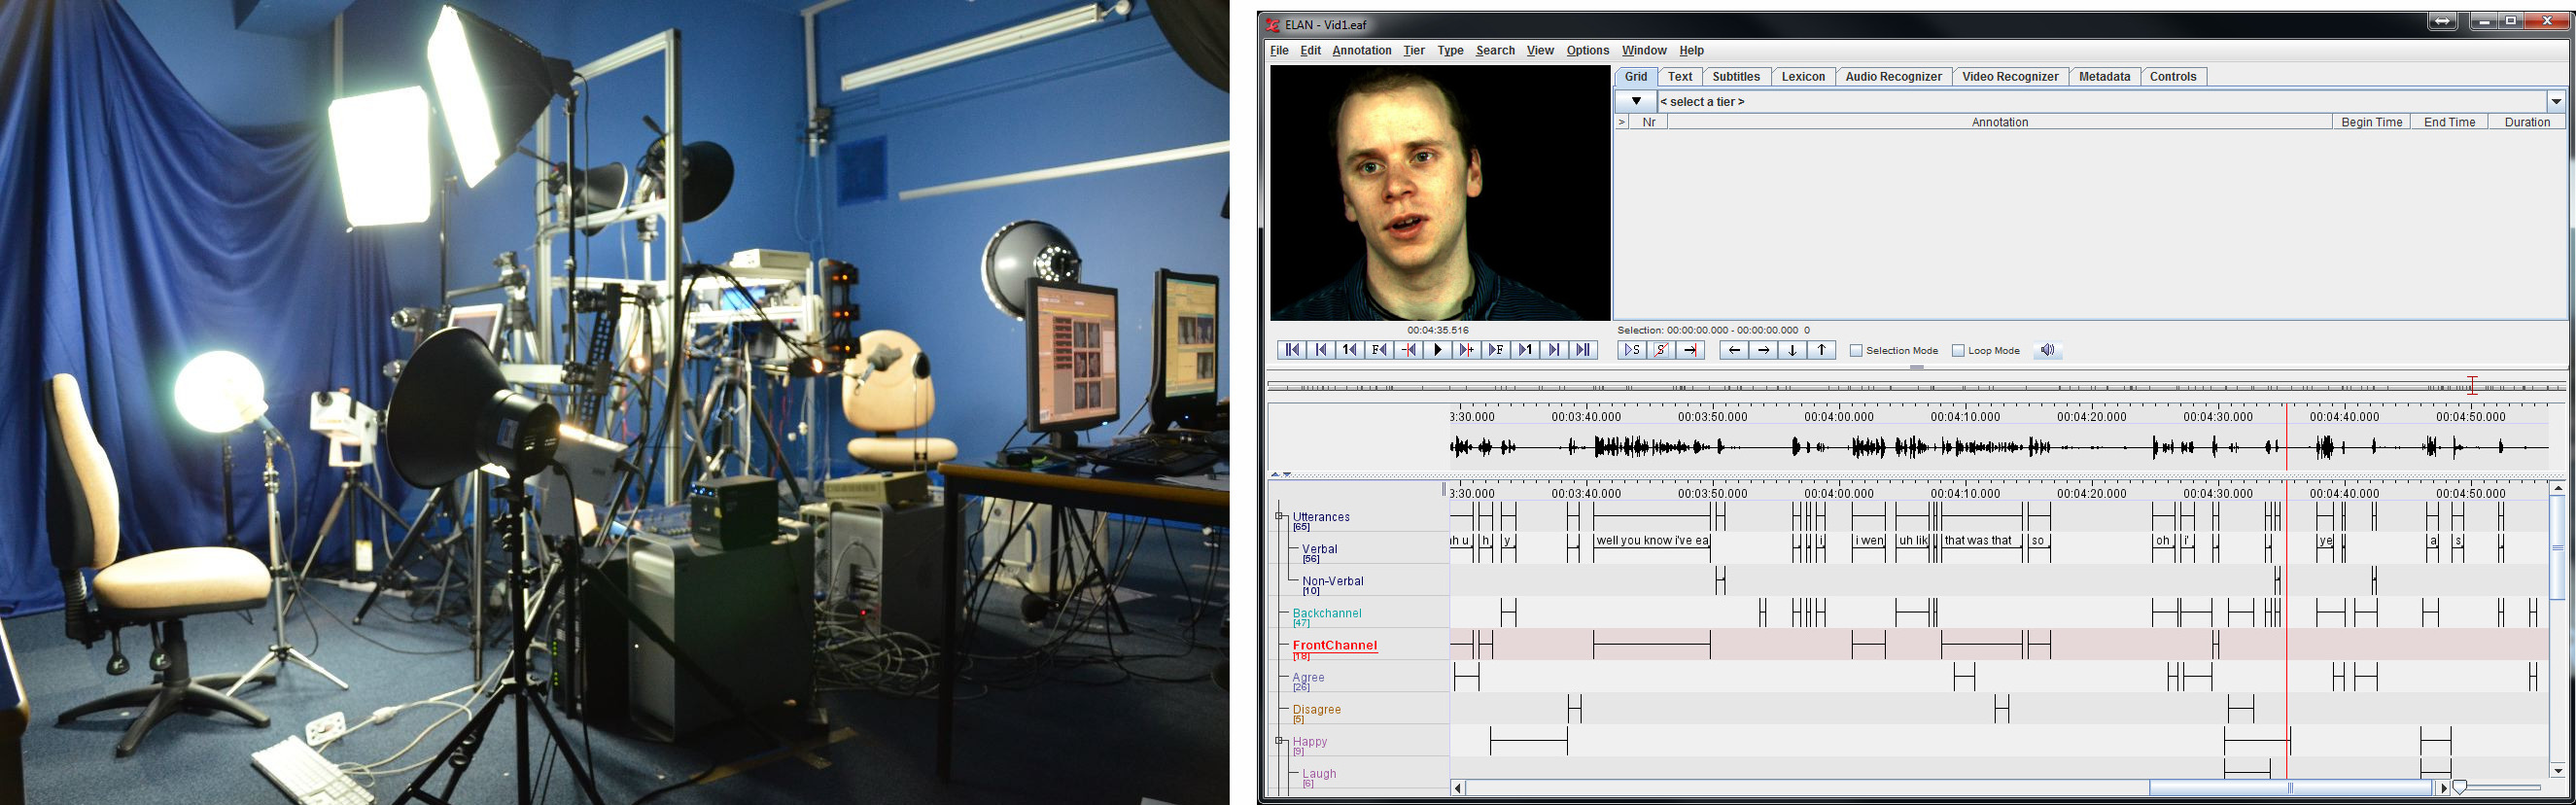 ELAN - Vid1.eaf
File Edit Annotation Tier Type Search View Options Window Help
Grid Text Subtitles Lexicon Audio Recognizer Video Recognizer Metadata Controls
< select a tier >
> Nr Annotation Begin Time End Time Duration
00:04:35.516
Selection: 00:00:00.000 - 00:00:00.000 0
1 F F 1 S S Selection Mode Loop Mode
3:30.000 00:03:40.000 00:03:50.000 00:04:00.000 00:04:10.000 00:04:20.000 00:04:30.000 00:04:40.000 00:04:50.000
3:30.000 00:03:40.000 00:03:50.000 00:04:00.000 00:04:10.000 00:04:20.000 00:04:30.000 00:04:40.000 00:04:50.000
Utterances
[65]
Verbal h u h y well you know i've ea i i wen uh lik that was that so oh i' ye a s
[56]
Non-Verbal
[10]
Backchannel
[47]
FrontChannel
[18]
Agree
[26]
Disagree
[5]
Happy
[9]
Laugh
[6]